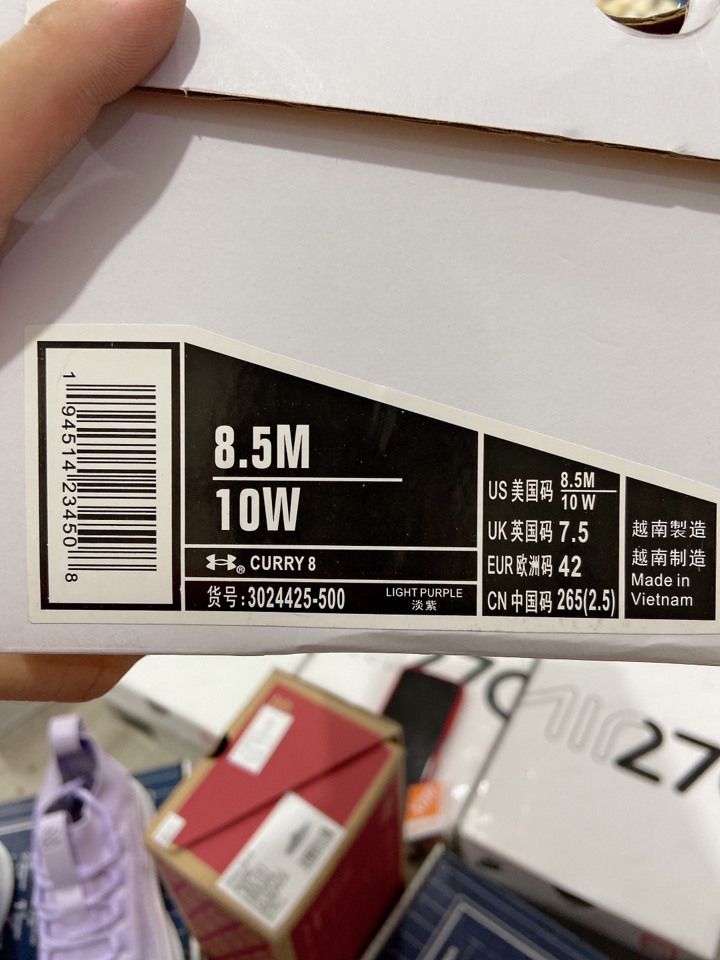 1 94514 23450 8
8.5M
10W
CURRY 8
货号:3024425-500
LIGHT PURPLE
淡紫
US 美国码 8.5M
10 W
UK 英国码 7.5
EUR 欧洲码 42
CN 中国码 265(2.5)
越南製造
越南制造
Made in
Vietnam
27